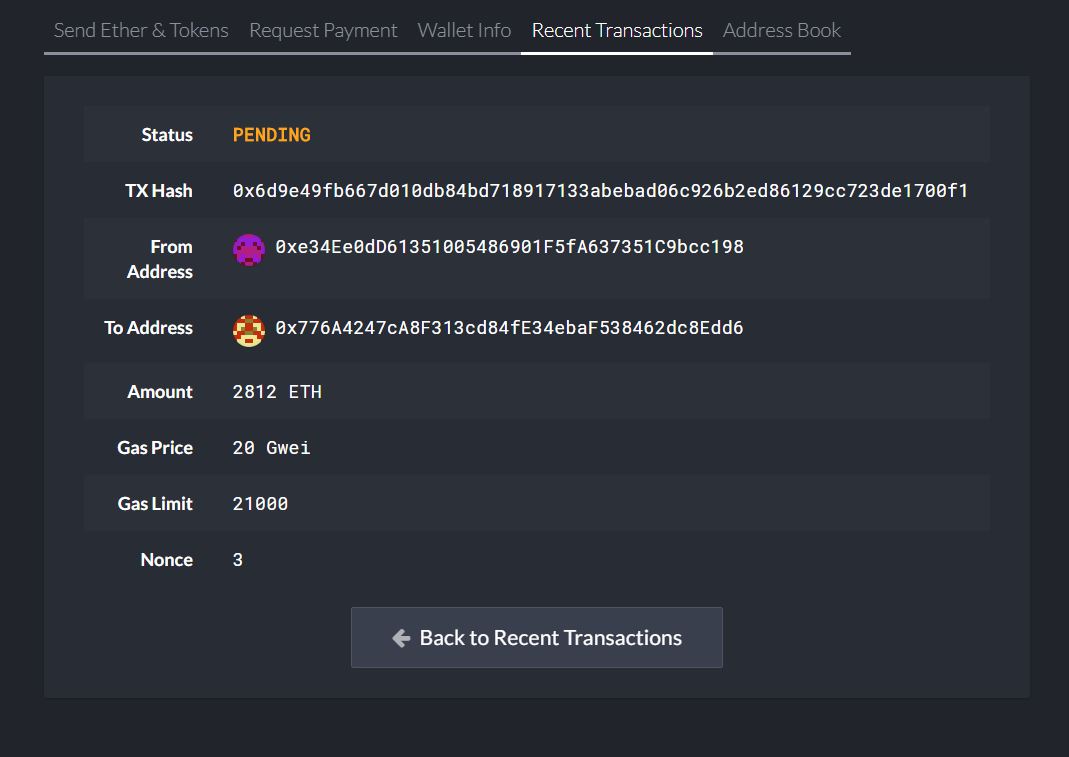 Send Ether & Tokens Request Payment Wallet Info Recent Transactions Address Book
Status PENDING
TX Hash 0x6d9e49fb667d010db84bd718917133abebad06c926b2ed86129cc723de1700f1
From Address 0xe34Ee0dD61351005486901F5fA637351C9bcc198
To Address 0x776A4247cA8F313cd84fE34ebaF538462dc8Edd6
Amount 2812 ETH
Gas Price 20 Gwei
Gas Limit 21000
Nonce 3
Back to Recent Transactions